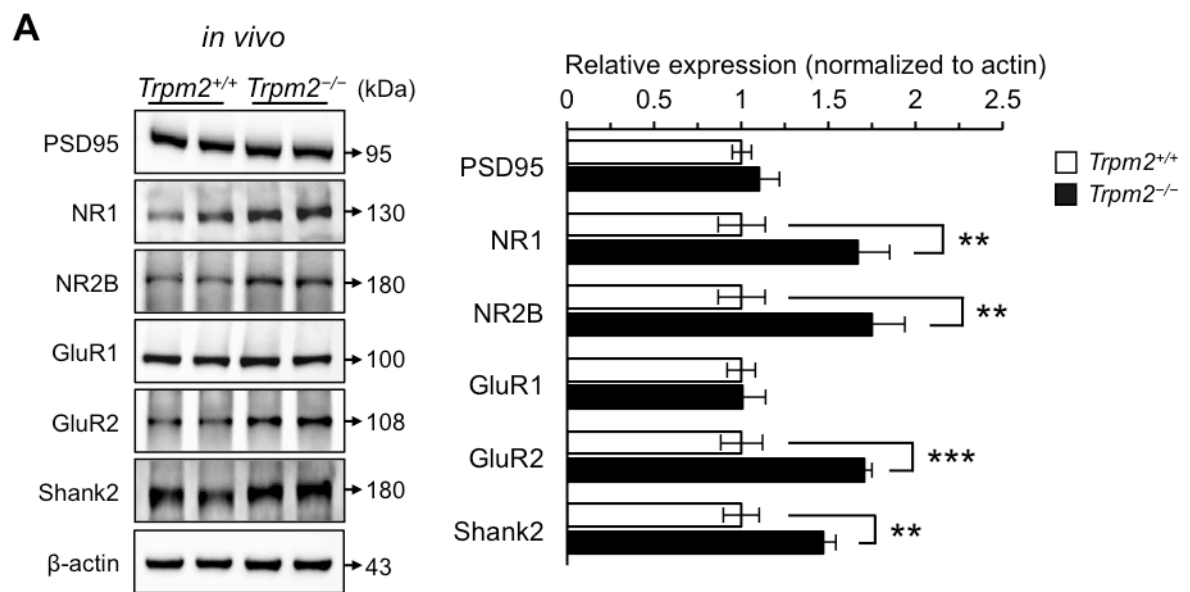 A
in vivo
Trpm2+/+ Trpm2−/− (kDa)
PSD95 95
NR1 130
NR2B 180
GluR1 100
GluR2 108
Shank2 180
β-actin 43
Relative expression (normalized to actin)
0 0.5 1 1.5 2 2.5
PSD95
NR1 **
NR2B **
GluR1
GluR2 ***
Shank2 **
Trpm2+/+
Trpm2−/−